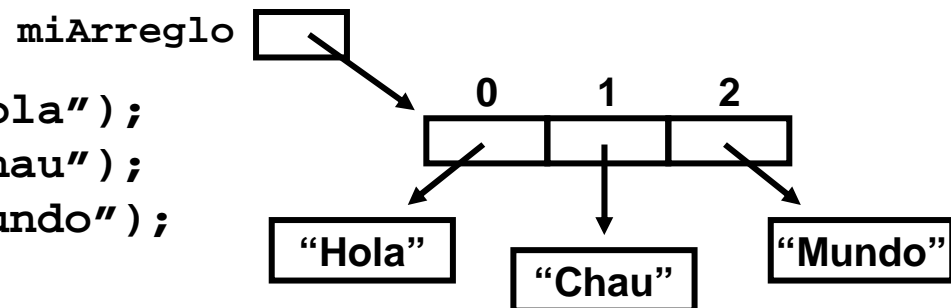 miArreglo
ola”);
0 1 2
hau”);
undo”);
“Hola”
“Mundo”
“Chau”